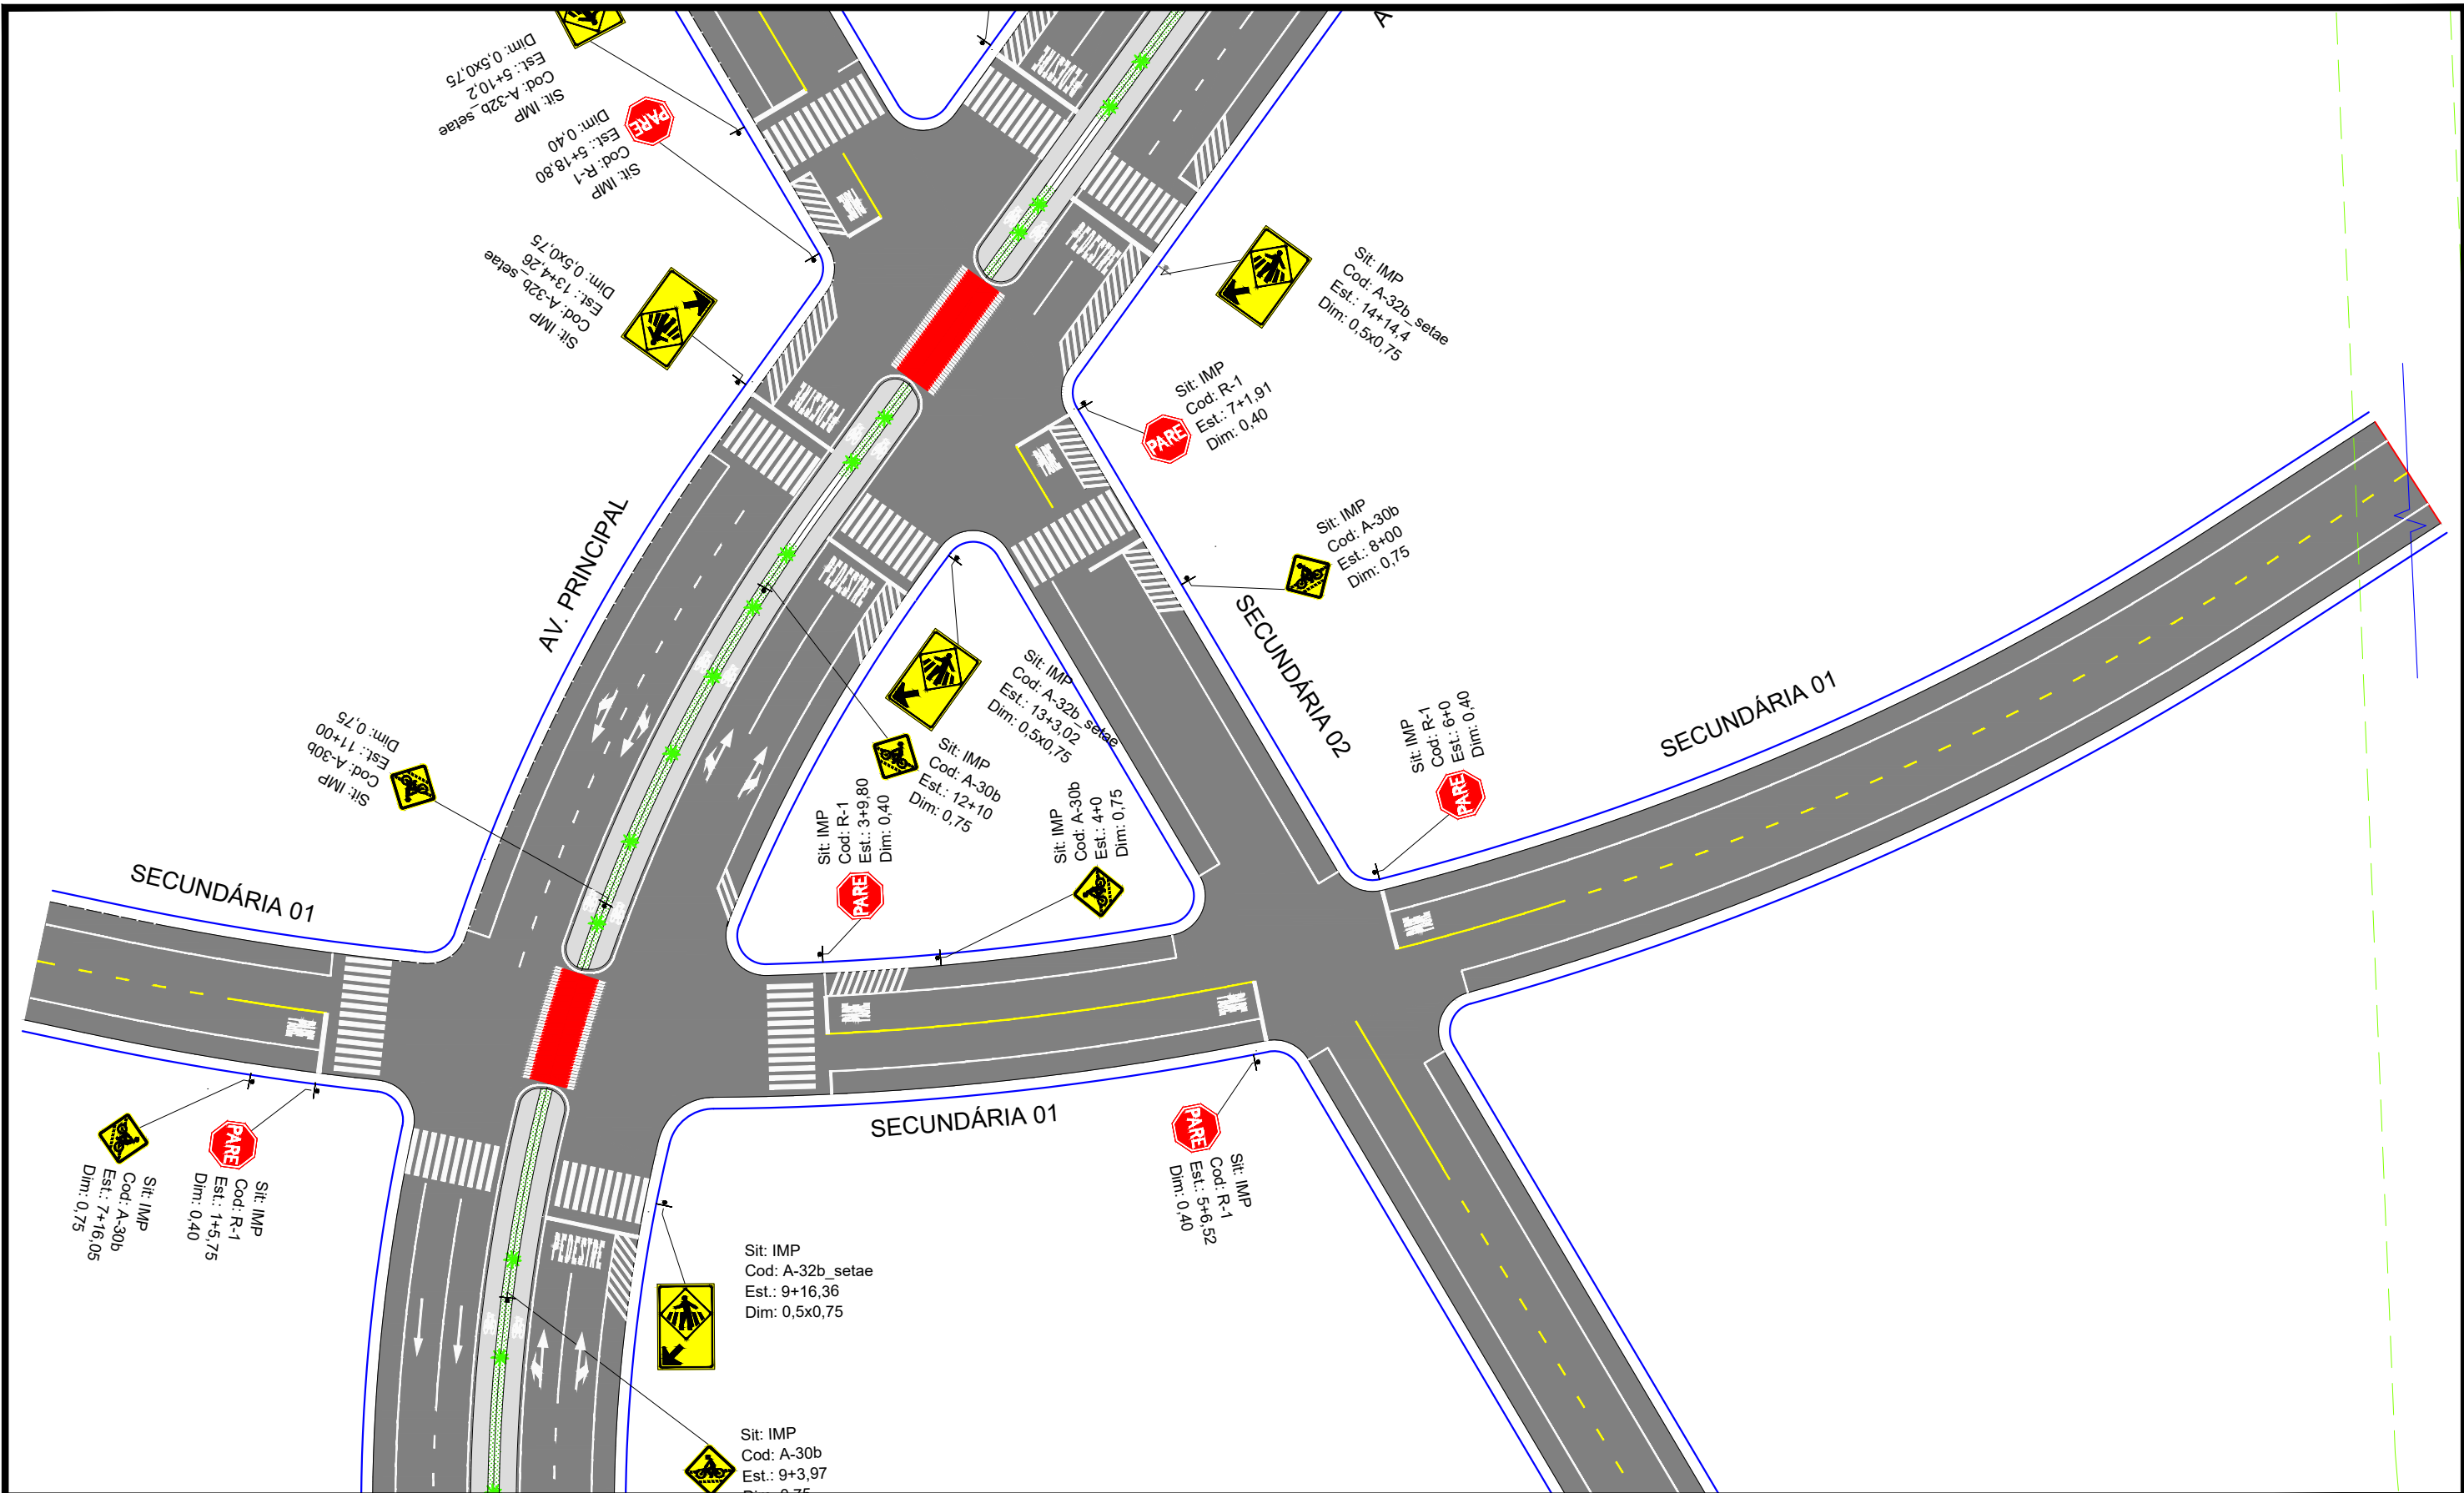 Sit: IMP
Cod: A-32b_setae
Est.: 5+10,2
Dim: 0,5x0,75
PARE
Sit: IMP
Cod: R-1
Est.: 5+18,80
Dim: 0,40
Sit: IMP
Cod: A-32b_setae
Est.: 13+4,26
Dim: 0,5x0,75
PEDESTRE
PEDESTRE
PEDESTRE
PARE
A
Sit: IMP
Cod: A-32b_setae
Est.: 14+14,4
Dim: 0,5x0,75
PARE
Sit: IMP
Cod: R-1
Est.: 7+1,91
Dim: 0,40
PARE
Sit: IMP
Cod: A-30b
Est.: 8+00
Dim: 0,75
AV. PRINCIPAL
PEDESTRE
SECUNDÁRIA 02
Sit: IMP
Cod: A-32b_setae
Est.: 13+3,02
Dim: 0,5x0,75
Sit: IMP
Cod: A-30b
Est.: 12+10
Dim: 0,75
Sit: IMP
Cod: A-30b
Est.: 11+00
Dim: 0,75
Sit: IMP
Cod: R-1
Est.: 3+9,80
Dim: 0,40
PARE
Sit: IMP
Cod: A-30b
Est.: 4+0
Dim: 0,75
Sit: IMP
Cod: R-1
Est.: 6+0
Dim: 0,40
PARE
SECUNDÁRIA 01
SECUNDÁRIA 01
PARE
PARE
PARE
PARE
SECUNDÁRIA 01
Sit: IMP
Cod: A-30b
Est.: 7+16,05
Dim: 0,75
PARE
Sit: IMP
Cod: R-1
Est.: 1+5,75
Dim: 0,40
PARE
Sit: IMP
Cod: R-1
Est.: 5+6,52
Dim: 0,40
PEDESTRE
Sit: IMP
Cod: A-32b_setae
Est.: 9+16,36
Dim: 0,5x0,75
Sit: IMP
Cod: A-30b
Est.: 9+3,97